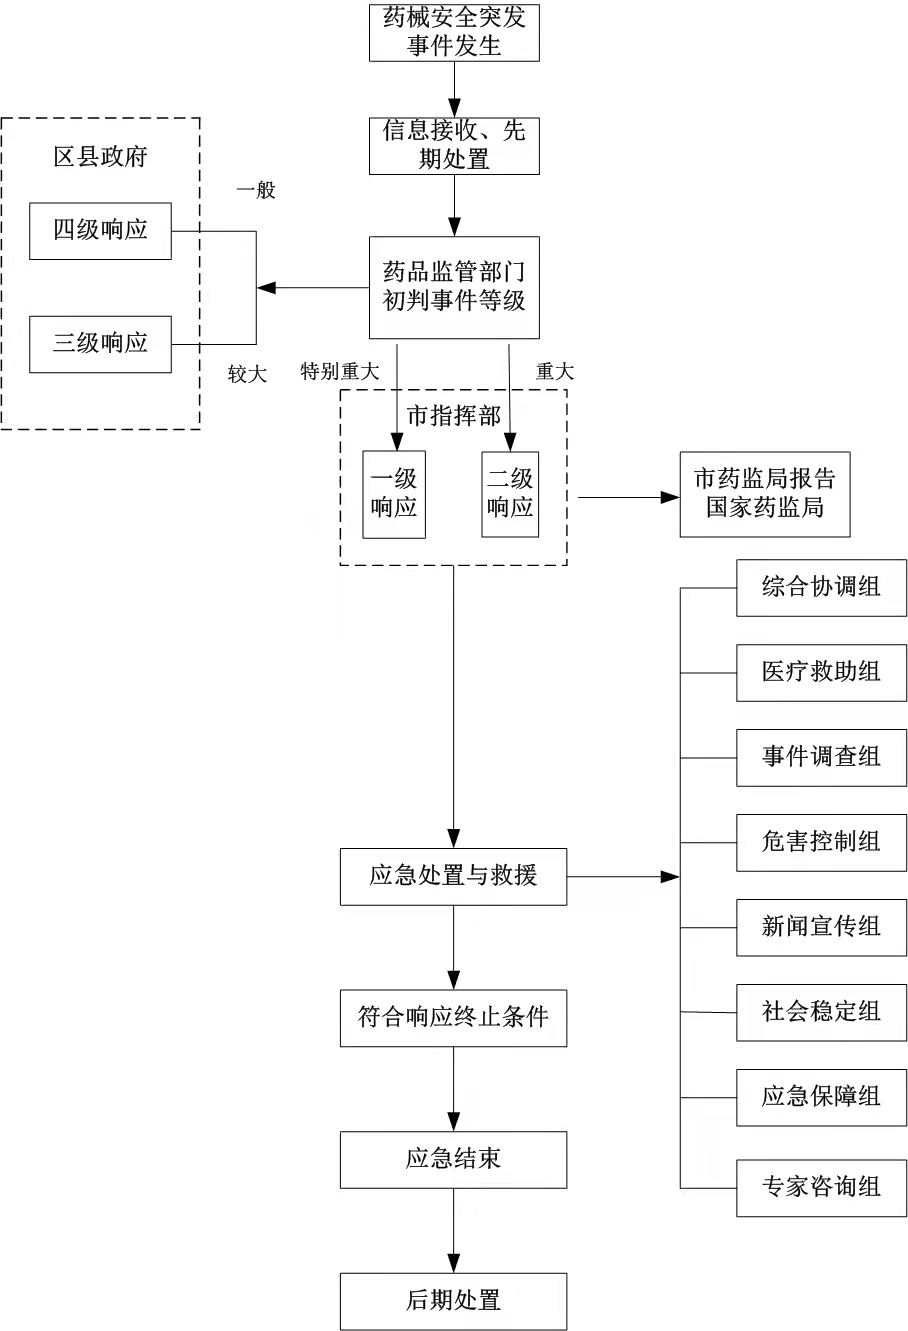 药械安全突发
事件发生
信息接收、先
期处置
区县政府
一般
四级响应
药品监管部门
初判事件等级
三级响应
较大
特别重大
重大
市指挥部
一级
响应
二级
响应
市药监局报告
国家药监局
综合协调组
医疗救助组
事件调查组
危害控制组
应急处置与救援
新闻宣传组
符合响应终止条件
社会稳定组
应急保障组
应急结束
专家咨询组
后期处置